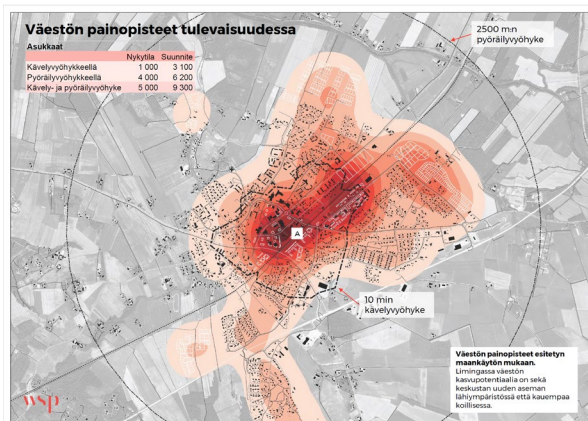 Väestön painopisteet tulevaisuudessa
Asukkaat
Nykytila Suunnite
Kävelyvyöhykkeellä 1 000 3 100
Pyöräilyvyöhykkeellä 4 000 6 200
Kävely- ja pyöräilyvyöhyke 5 000 9 300
2500 m:n
pyöräilyvyöhyke
A
10 min
kävelyvyöhyke
Väestön painopisteet esitetyn
maankäytön mukaan.
Limingassa väestön
kasvupotentiaalia on sekä
keskustan uuden aseman
lähiympäristössä että kauempaa
koillisessa.
wsp